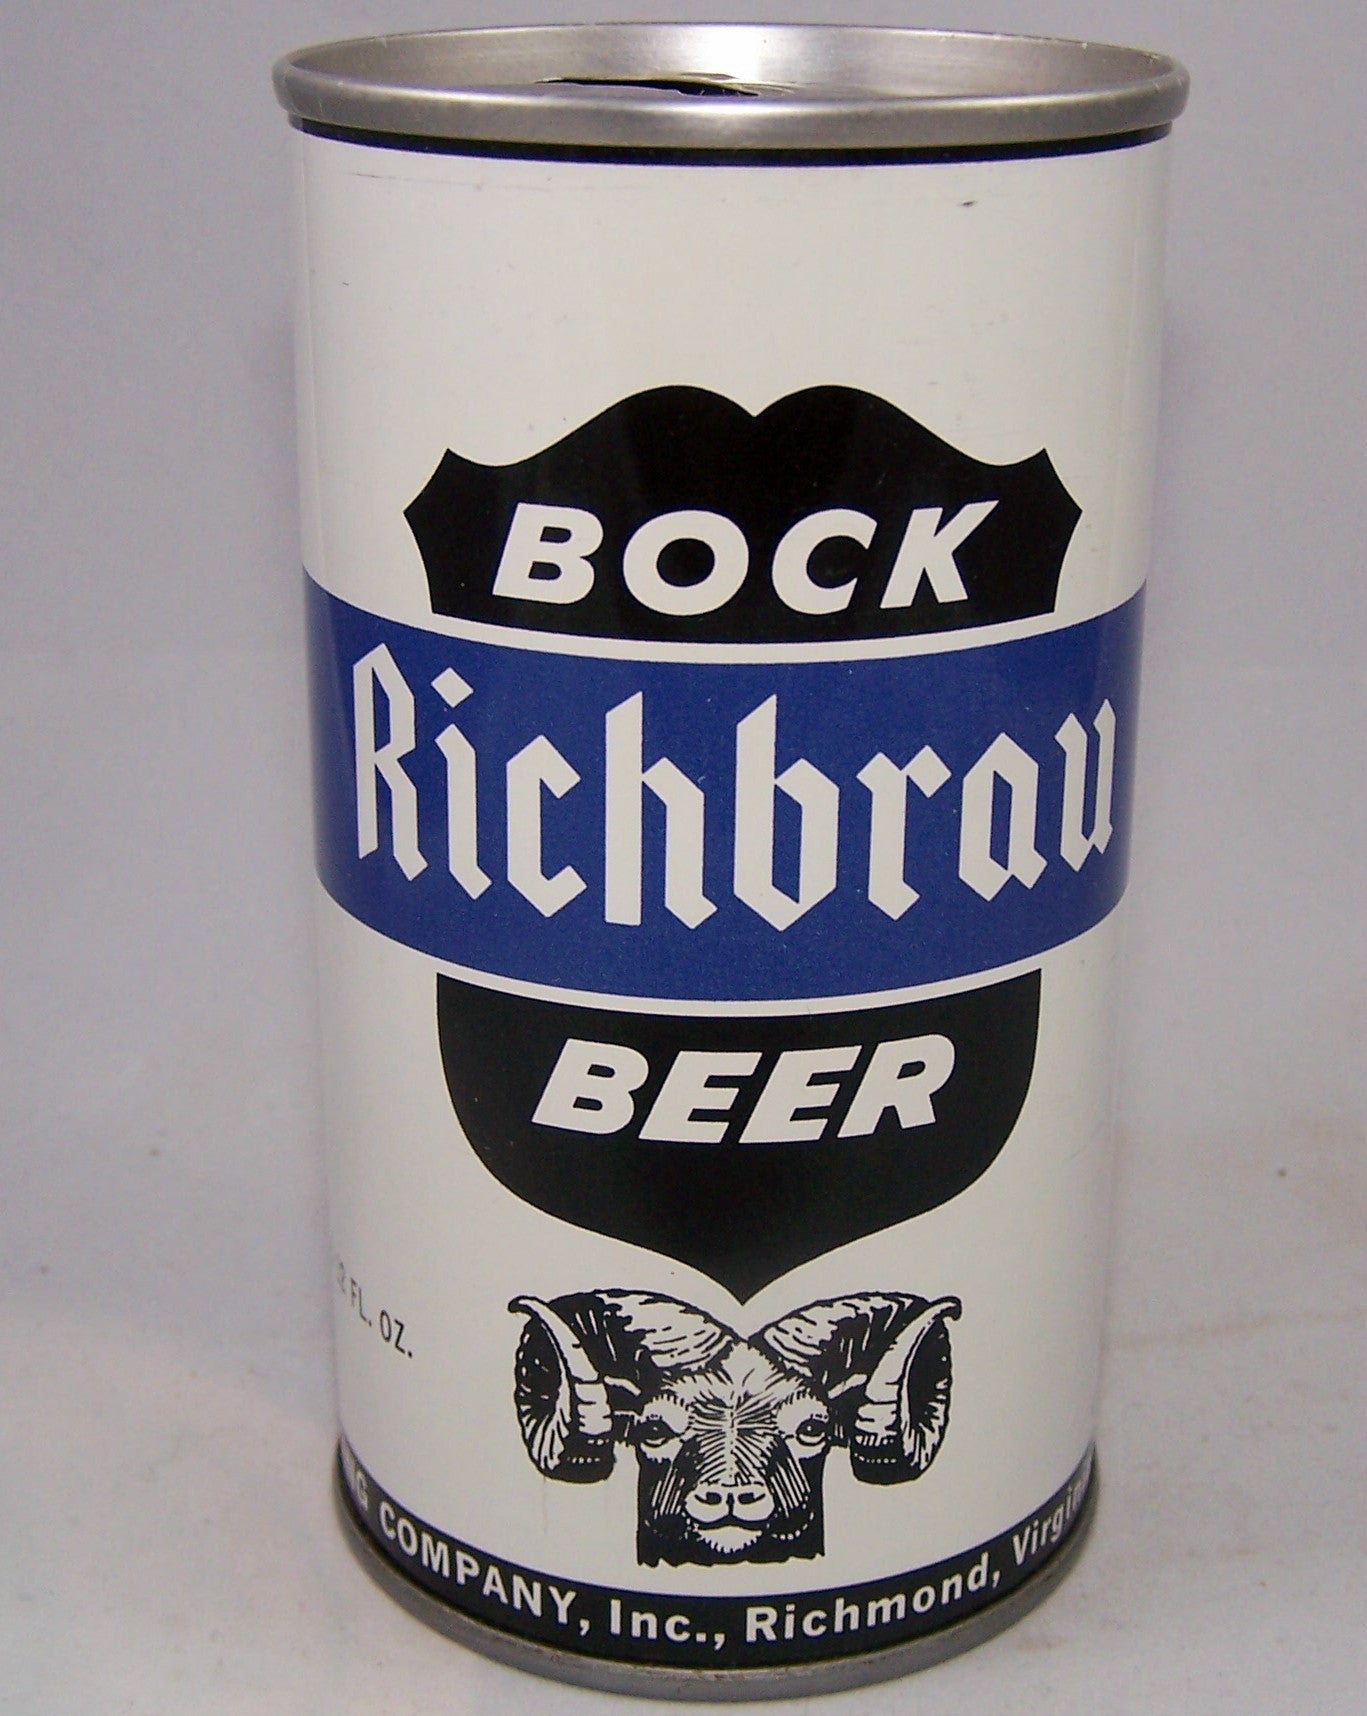 BOCK
Richbrau
BEER
FL. OZ.
COMPANY, Inc., Richmond,